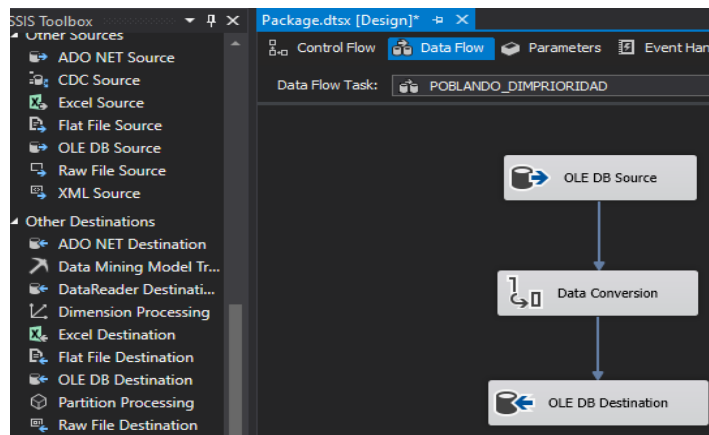 SSIS Toolbox
Other Sources
ADO NET Source
CDC Source
Excel Source
Flat File Source
OLE DB Source
Raw File Source
XML Source
Other Destinations
ADO NET Destination
Data Mining Model Tr...
DataReader Destinati...
Dimension Processing
Excel Destination
Flat File Destination
OLE DB Destination
Partition Processing
Raw File Destination
Package.dtsx [Design]*
Control Flow
Data Flow
Parameters
Event Han
Data Flow Task:
POBLANDO_DIMPRIORIDAD
OLE DB Source
Data Conversion
OLE DB Destination